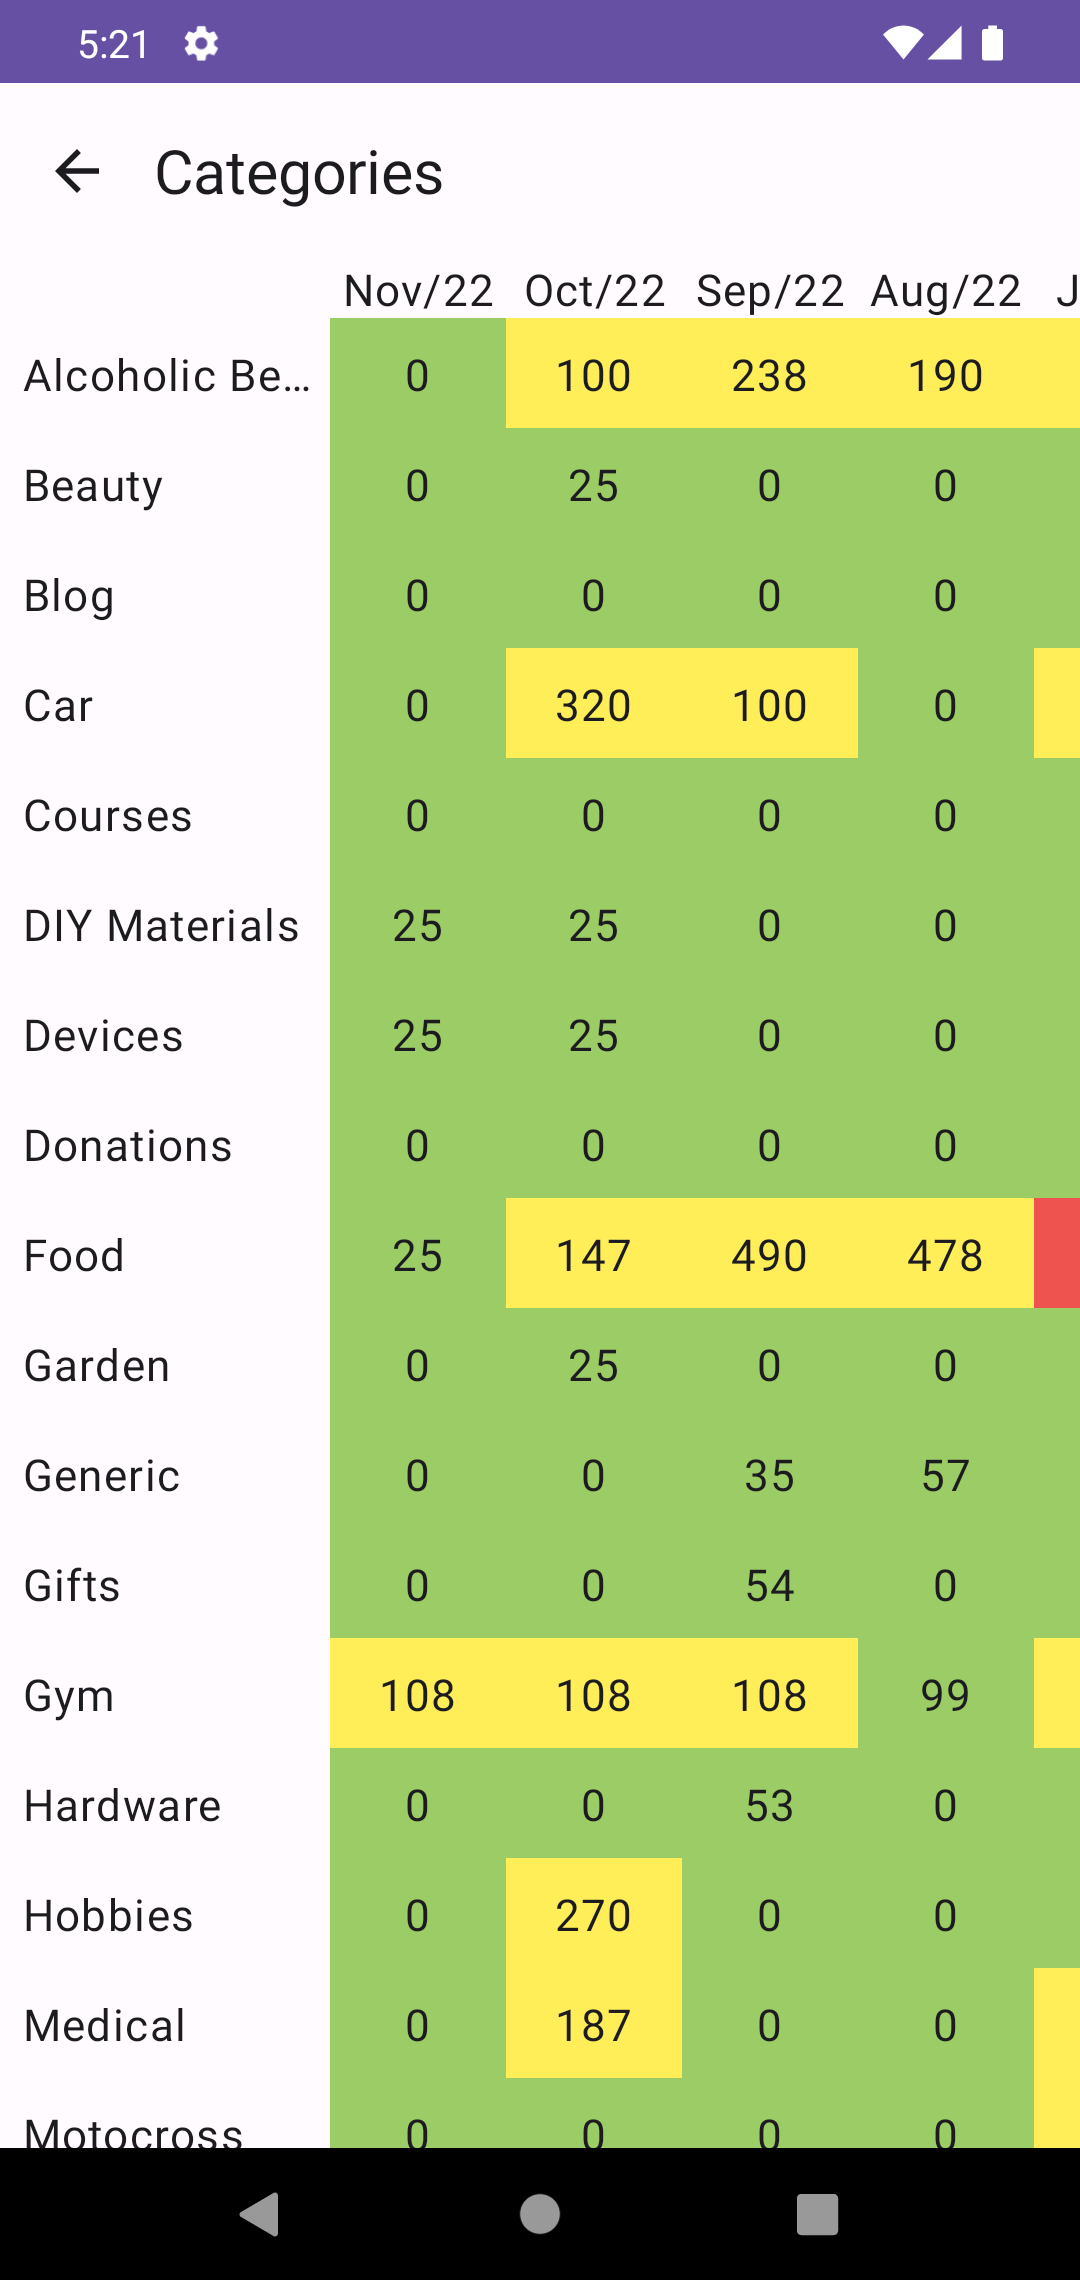 5:21
Categories
Nov/22 Oct/22 Sep/22 Aug/22 J
Alcoholic Be... 0 100 238 190
Beauty 0 25 0 0
Blog 0 0 0 0
Car 0 320 100 0
Courses 0 0 0 0
DIY Materials 25 25 0 0
Devices 25 25 0 0
Donations 0 0 0 0
Food 25 147 490 478
Garden 0 25 0 0
Generic 0 0 35 57
Gifts 0 0 54 0
Gym 108 108 108 99
Hardware 0 0 53 0
Hobbies 0 270 0 0
Medical 0 187 0 0
Motocross 0 0 0 0